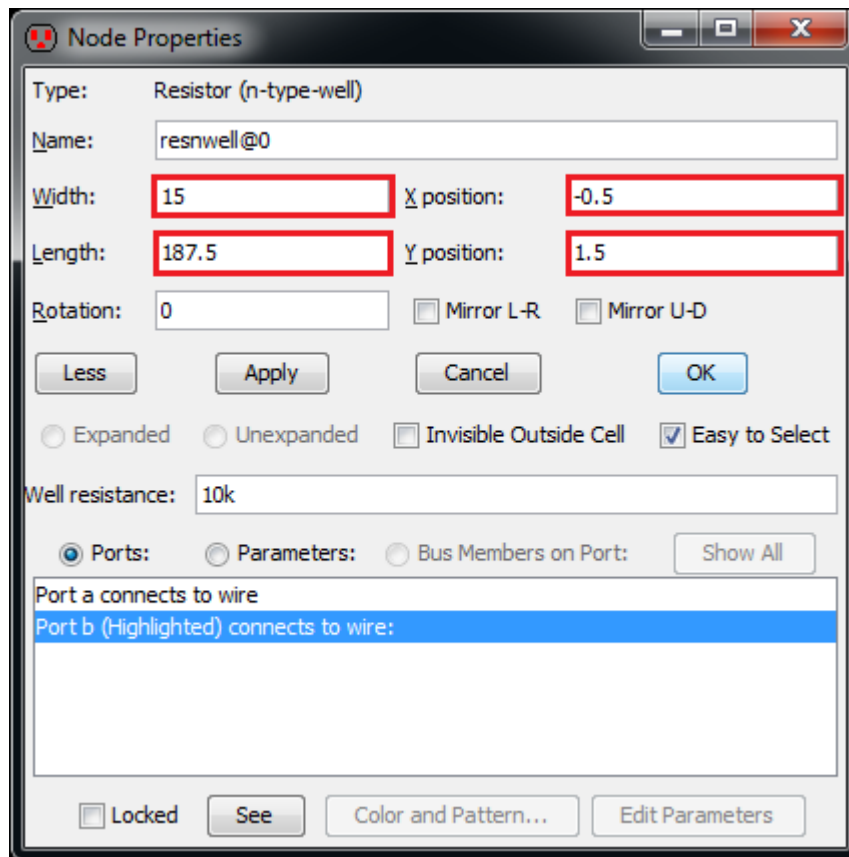 Node Properties
Type: Resistor (n-type-well)
Name: resnwell@0
Width: 15 X position: -0.5
Length: 187.5 Y position: 1.5
Rotation: 0 Mirror L-R Mirror U-D
Less Apply Cancel OK
Expanded Unexpanded Invisible Outside Cell Easy to Select
Well resistance: 10k
Ports: Parameters: Bus Members on Port: Show All
Port a connects to wire
Port b (Highlighted) connects to wire:
Locked See Color and Pattern... Edit Parameters